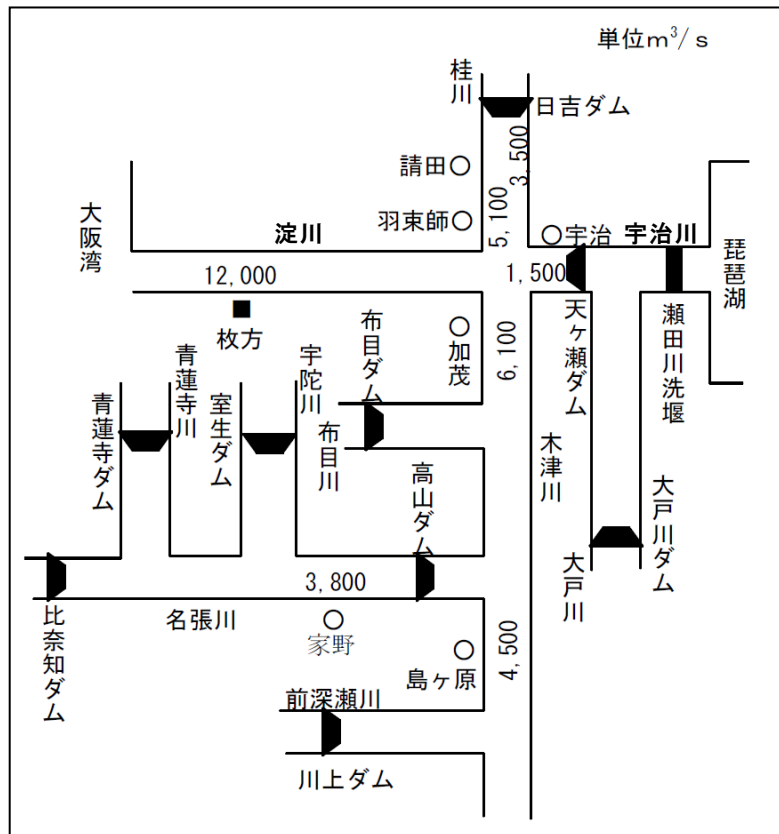 単位m³/s
桂川
日吉ダム
3,500
請田
5,100
羽束師
大阪湾
淀川
宇治
宇治川
琵琶湖
12,000
1,500
枚方
布目ダム
加茂
6,100
天ヶ瀬ダム
瀬田川洗堰
青蓮寺川
宇陀川
青蓮寺ダム
室生ダム
布目川
高山ダム
木津川
大戸川ダム
大戸川
3,800
比奈知ダム
名張川
家野
島ヶ原
4,500
前深瀬川
川上ダム